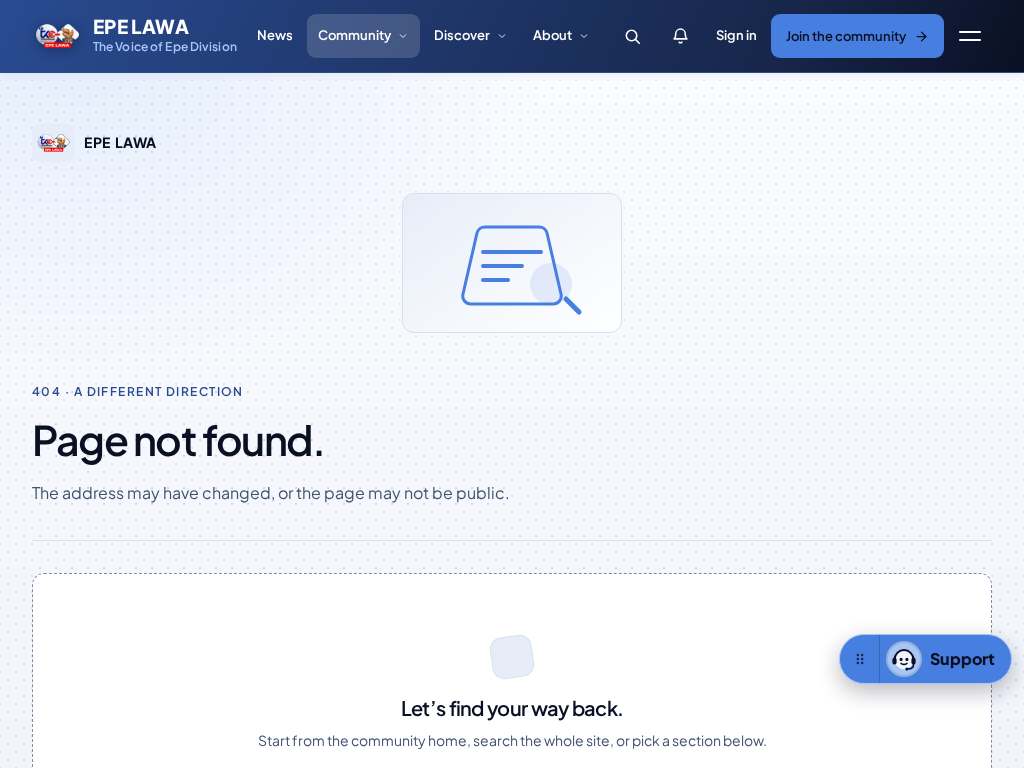 EPE LAWA
The Voice of Epe Division
News
Community
Discover
About
Sign in
Join the community
EPE LAWA
404 · A DIFFERENT DIRECTION
Page not found.
The address may have changed, or the page may not be public.
Let’s find your way back.
Start from the community home, search the whole site, or pick a section below.
Support